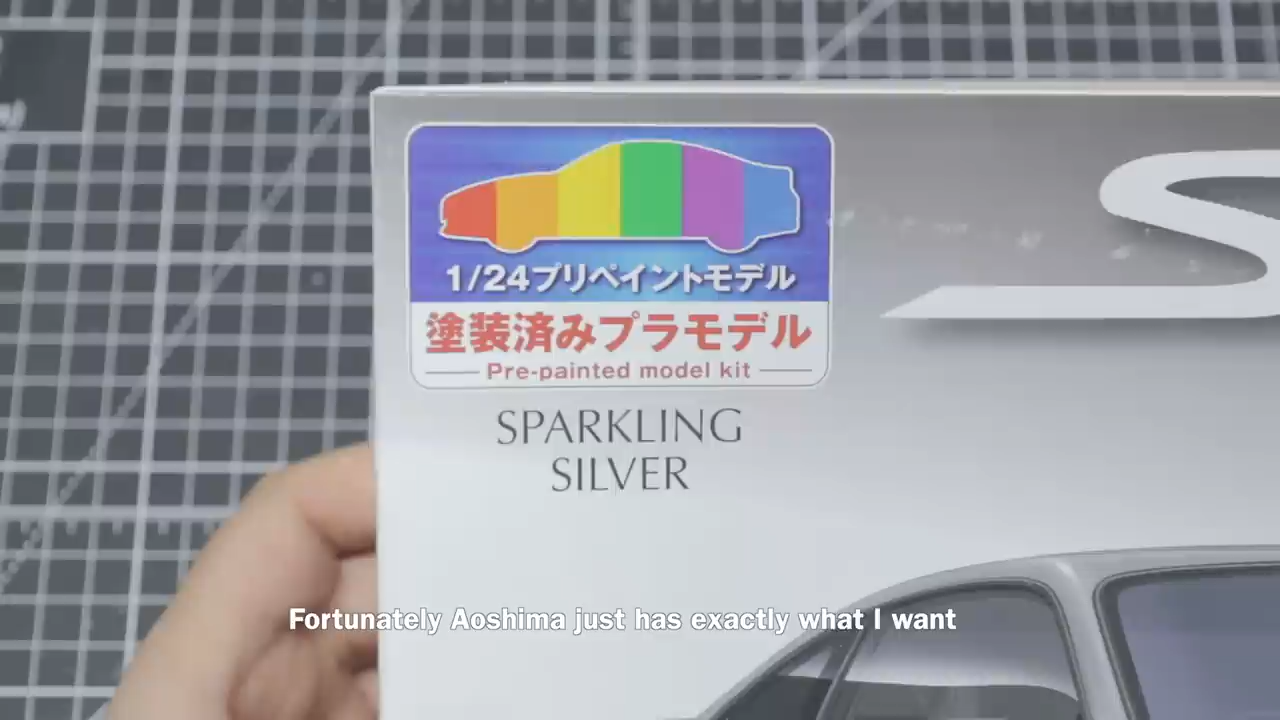 1/24プリペイントモデル
塗装済みプラモデル
Pre-painted model kit
SPARKLING
SILVER
S
Fortunately Aoshima just has exactly what I want